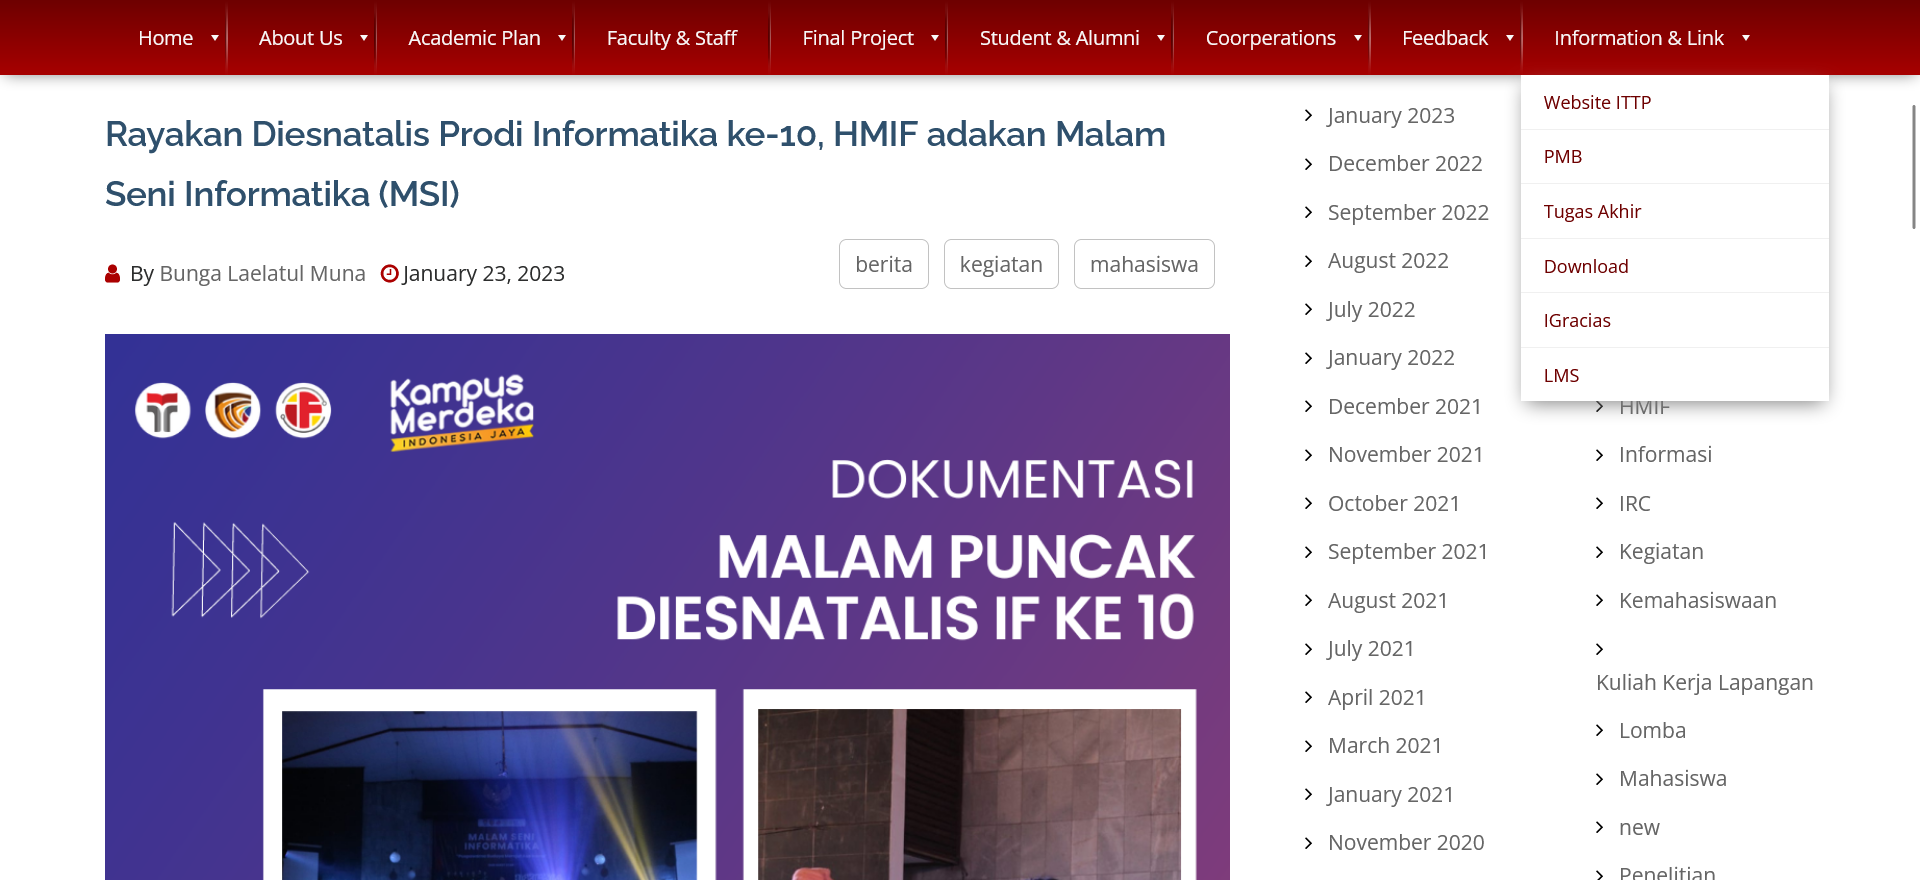 Home
About Us
Academic Plan
Faculty & Staff
Final Project
Student & Alumni
Coorperations
Feedback
Information & Link
Website ITTP
PMB
Tugas Akhir
Download
IGracias
LMS
Rayakan Diesnatalis Prodi Informatika ke-10, HMIF adakan Malam
Seni Informatika (MSI)
By Bunga Laelatul Muna January 23, 2023
berita
kegiatan
mahasiswa
Kampus
Merdeka
INDONESIA JAYA
DOKUMENTASI
MALAM PUNCAK
DIESNATALIS IF KE 10
MALAM SENI
INFORMATIKA
January 2023
December 2022
September 2022
August 2022
July 2022
January 2022
December 2021
November 2021
October 2021
September 2021
August 2021
July 2021
April 2021
March 2021
January 2021
November 2020
HMIF
Informasi
IRC
Kegiatan
Kemahasiswaan
Kuliah Kerja Lapangan
Lomba
Mahasiswa
new
Penelitian